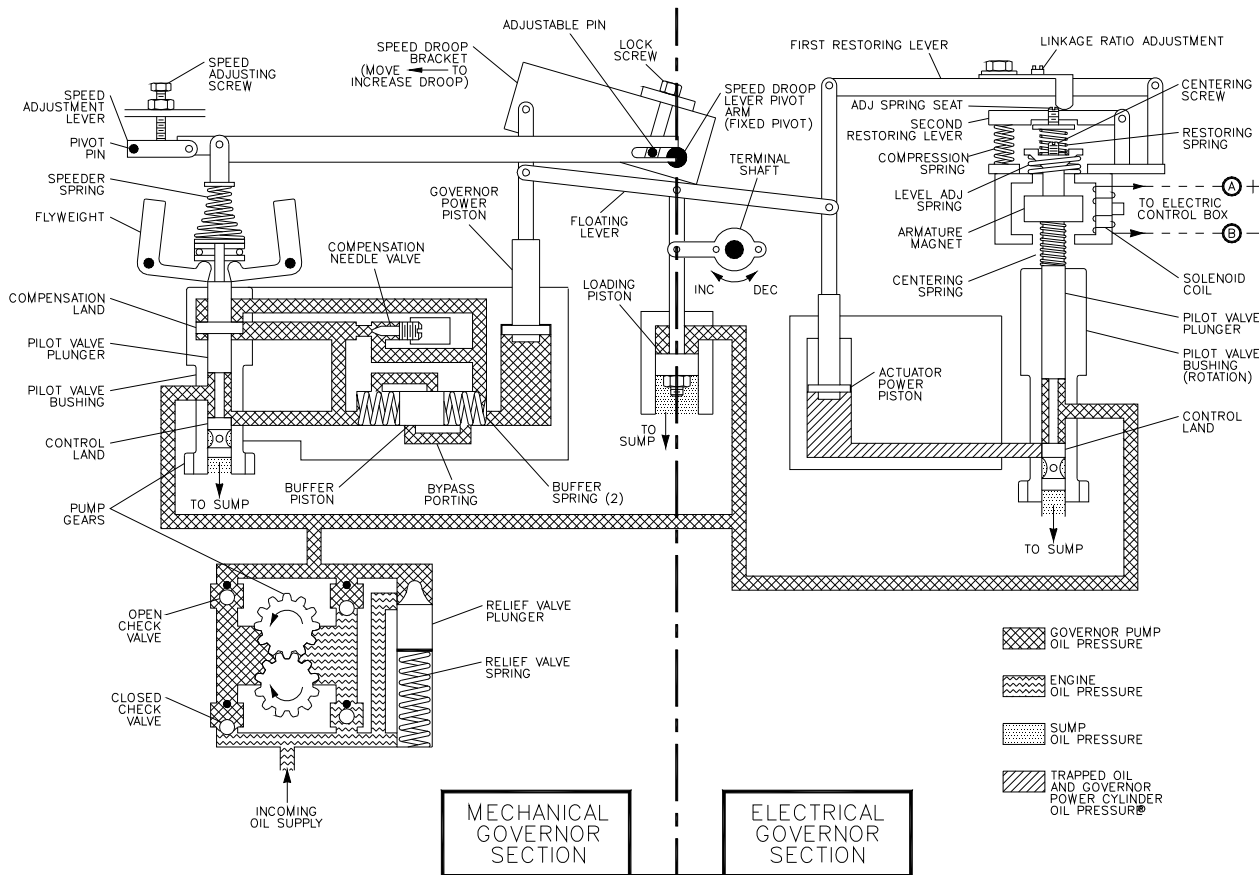 ADJUSTABLE PIN
SPEED DROOP
BRACKET
(MOVE TO
INCREASE DROOP)
LOCK
SCREW
FIRST RESTORING LEVER
LINKAGE RATIO ADJUSTMENT
SPEED
ADJUSTING
SCREW
SPEED
ADJUSTMENT
LEVER
PIVOT
PIN
SPEEDER
SPRING
FLYWEIGHT
SPEED DROOP
LEVER PIVOT
ARM
(FIXED PIVOT)
ADJ SPRING SEAT
SECOND
RESTORING LEVER
COMPRESSION
SPRING
CENTERING
SCREW
RESTORING
SPRING
TERMINAL
SHAFT
GOVERNOR
POWER
PISTON
FLOATING
LEVER
LEVEL ADJ
SPRING
ARMATURE
MAGNET
CENTERING
SPRING
A +
TO ELECTRIC
CONTROL BOX
B -
SOLENOID
COIL
COMPENSATION
NEEDLE VALVE
LOADING
PISTON
INC
DEC
COMPENSATION
LAND
PILOT VALVE
PLUNGER
PILOT VALVE
BUSHING
CONTROL
LAND
PILOT VALVE
PLUNGER
PILOT VALVE
BUSHING
(ROTATION)
ACTUATOR
POWER
PISTON
CONTROL
LAND
TO
SUMP
TO SUMP
BUFFER
PISTON
BYPASS
PORTING
BUFFER
SPRING (2)
PUMP
GEARS
TO SUMP
OPEN
CHECK
VALVE
RELIEF VALVE
PLUNGER
RELIEF VALVE
SPRING
CLOSED
CHECK
VALVE
INCOMING
OIL SUPPLY
GOVERNOR PUMP
OIL PRESSURE
ENGINE
OIL PRESSURE
SUMP
OIL PRESSURE
TRAPPED OIL
AND GOVERNOR
POWER CYLINDER
OIL PRESSURE®
MECHANICAL
GOVERNOR
SECTION
ELECTRICAL
GOVERNOR
SECTION